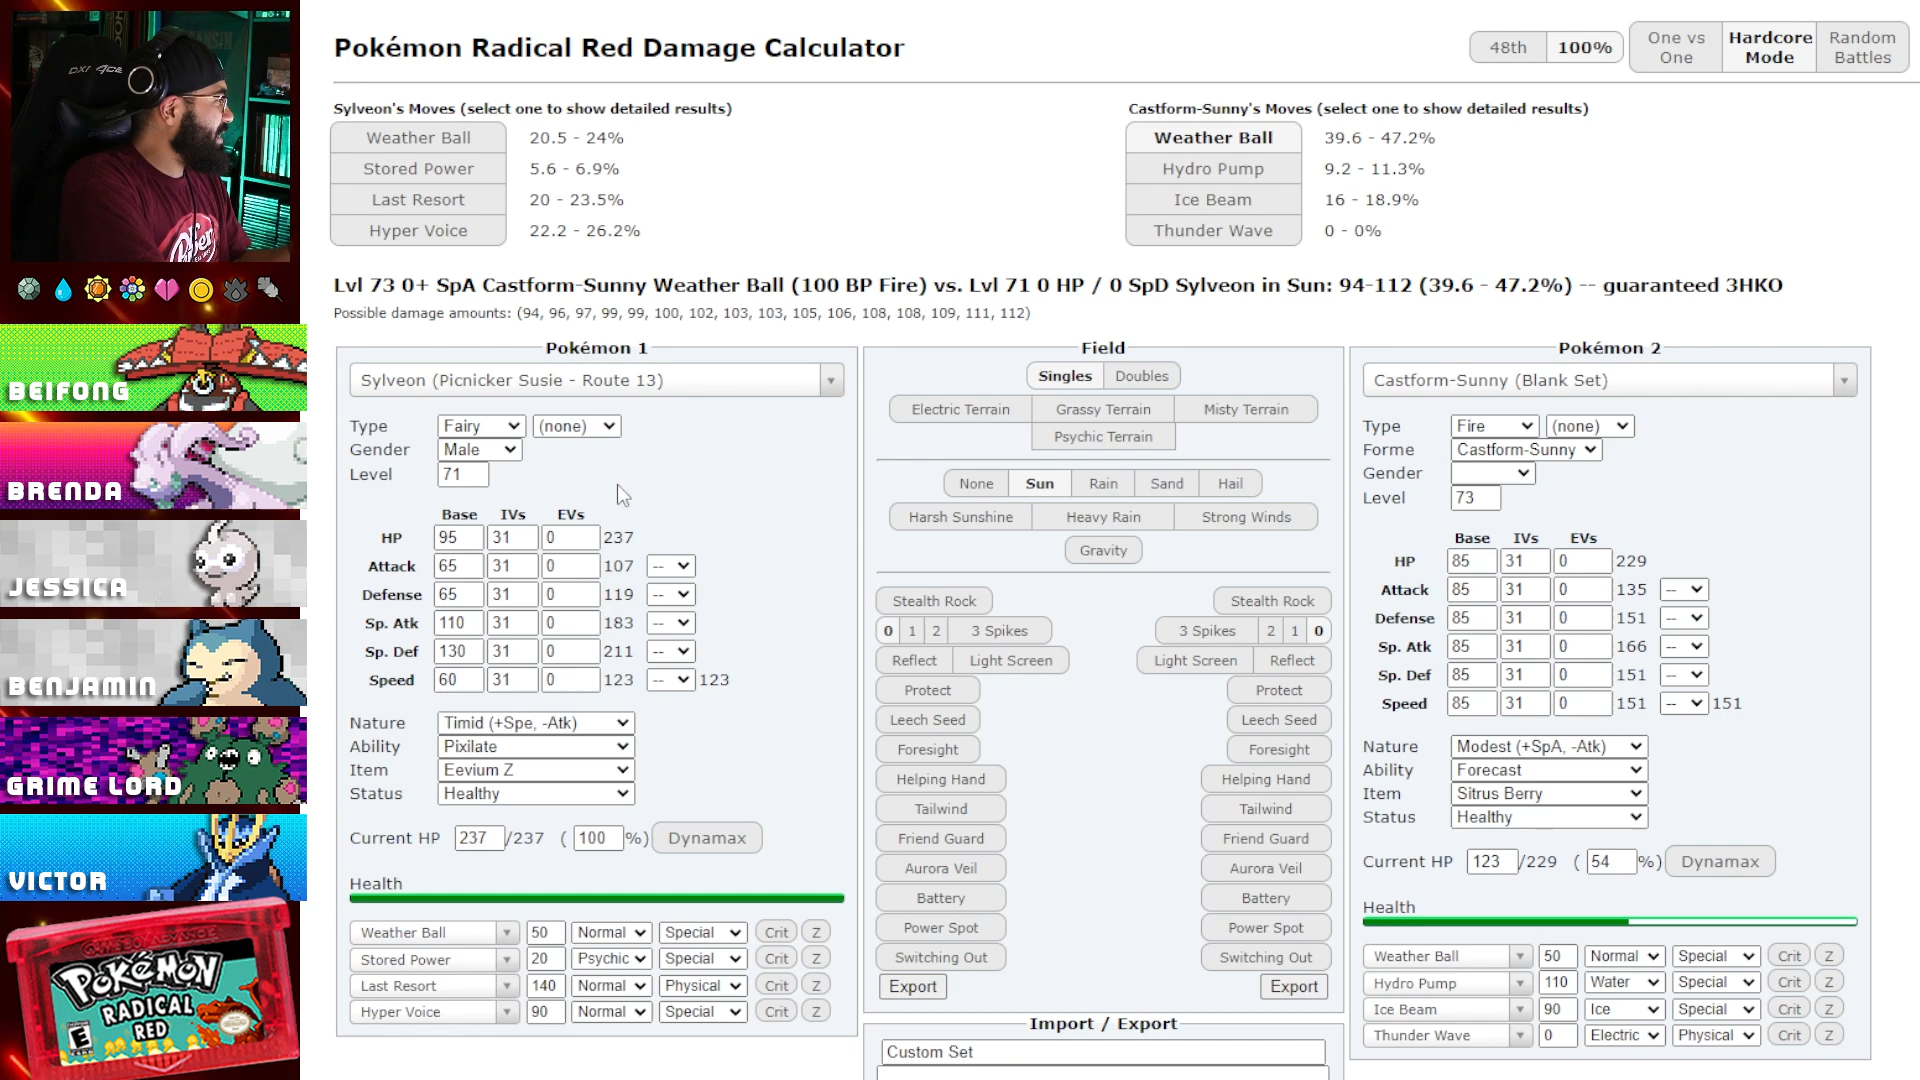 Pokémon Radical Red Damage Calculator
48th 100%
One vs One Hardcore Mode Random Battles
Sylveon's Moves (select one to show detailed results)
Weather Ball 20.5 - 24%
Stored Power 5.6 - 6.9%
Last Resort 20 - 23.5%
Hyper Voice 22.2 - 26.2%
Castform-Sunny's Moves (select one to show detailed results)
Weather Ball 39.6 - 47.2%
Hydro Pump 9.2 - 11.3%
Ice Beam 16 - 18.9%
Thunder Wave 0 - 0%
Lvl 73 0+ SpA Castform-Sunny Weather Ball (100 BP Fire) vs. Lvl 71 0 HP / 0 SpD Sylveon in Sun: 94-112 (39.6 - 47.2%) -- guaranteed 3HKO
Possible damage amounts: (94, 96, 97, 99, 99, 100, 102, 103, 103, 105, 106, 108, 108, 109, 111, 112)
BEIFONG
BRENDA
JESSICA
BENJAMIN
GRIME LORD
VICTOR
GAME BOY ADVANCE
POKéMON
RADICAL
RED
E
Pokémon 1
Sylveon (Picnicker Susie - Route 13)
Type Fairy (none)
Gender Male
Level 71
Base IVs EVs
HP 95 31 0 237
Attack 65 31 0 107 --
Defense 65 31 0 119 --
Sp. Atk 110 31 0 183 --
Sp. Def 130 31 0 211 --
Speed 60 31 0 123 -- 123
Nature Timid (+Spe, -Atk)
Ability Pixilate
Item Eevium Z
Status Healthy
Current HP 237/237 ( 100 %) Dynamax
Health
Weather Ball 50 Normal Special Crit Z
Stored Power 20 Psychic Special Crit Z
Last Resort 140 Normal Physical Crit Z
Hyper Voice 90 Normal Special Crit Z
Field
Singles Doubles
Electric Terrain Grassy Terrain Misty Terrain
Psychic Terrain
None Sun Rain Sand Hail
Harsh Sunshine Heavy Rain Strong Winds
Gravity
Stealth Rock Stealth Rock
0 1 2 3 Spikes 3 Spikes 2 1 0
Reflect Light Screen Light Screen Reflect
Protect Protect
Leech Seed Leech Seed
Foresight Foresight
Helping Hand Helping Hand
Tailwind Tailwind
Friend Guard Friend Guard
Aurora Veil Aurora Veil
Battery Battery
Power Spot Power Spot
Switching Out Switching Out
Export Export
Import / Export
Custom Set
Pokémon 2
Castform-Sunny (Blank Set)
Type Fire (none)
Forme Castform-Sunny
Gender
Level 73
Base IVs EVs
HP 85 31 0 229
Attack 85 31 0 135 --
Defense 85 31 0 151 --
Sp. Atk 85 31 0 166 --
Sp. Def 85 31 0 151 --
Speed 85 31 0 151 -- 151
Nature Modest (+SpA, -Atk)
Ability Forecast
Item Sitrus Berry
Status Healthy
Current HP 123/229 ( 54 %) Dynamax
Health
Weather Ball 50 Normal Special Crit Z
Hydro Pump 110 Water Special Crit Z
Ice Beam 90 Ice Special Crit Z
Thunder Wave 0 Electric Physical Crit Z